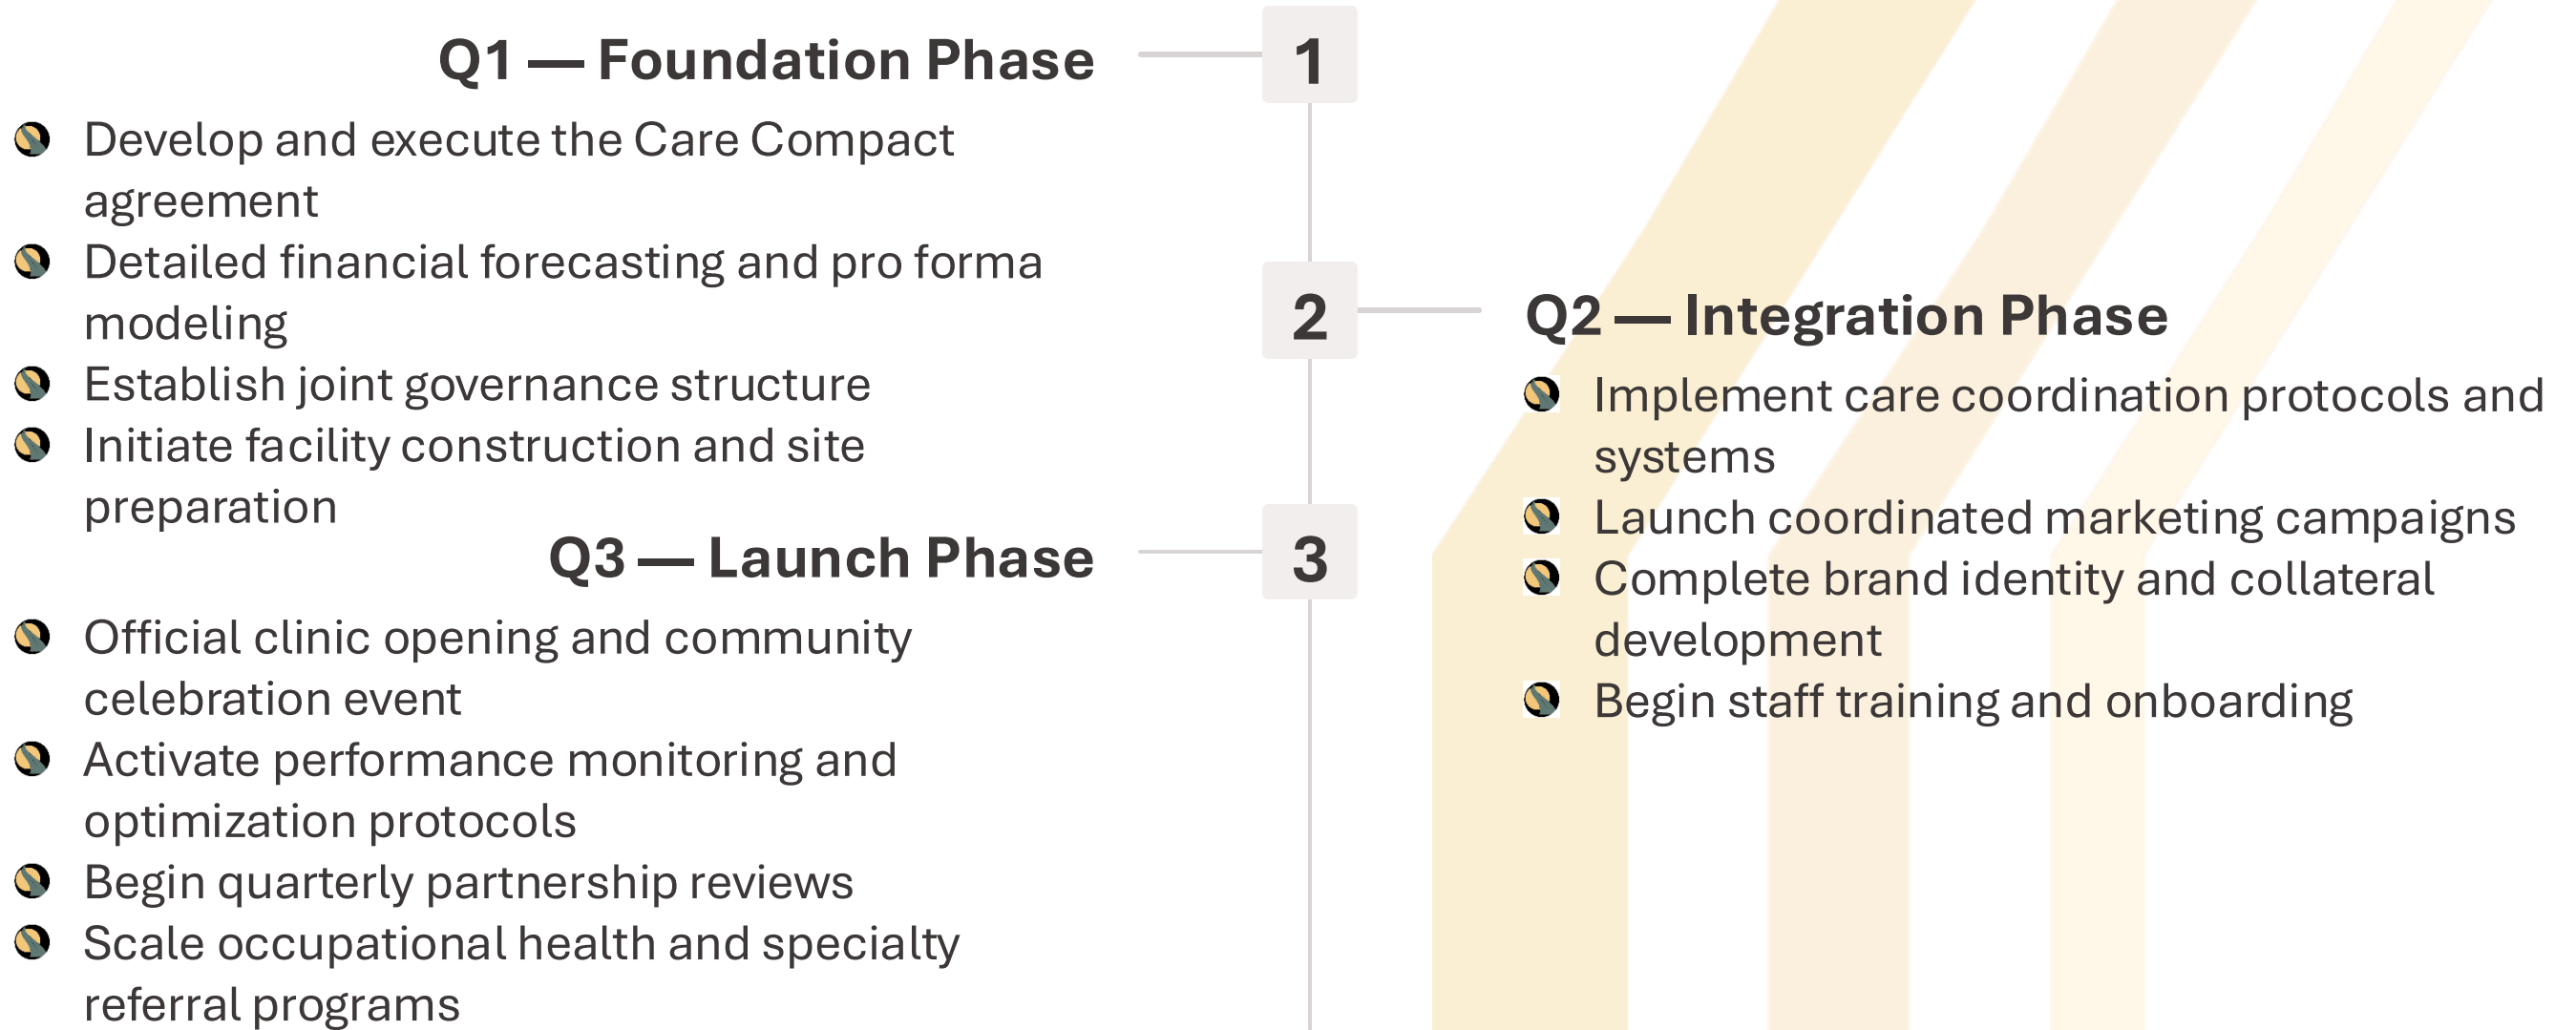 Q1 — Foundation Phase
1
Develop and execute the Care Compact
agreement
Detailed financial forecasting and pro forma
modeling
Establish joint governance structure
Initiate facility construction and site
preparation
2
Q2 — Integration Phase
Implement care coordination protocols and
systems
Launch coordinated marketing campaigns
Complete brand identity and collateral
development
Begin staff training and onboarding
Q3 — Launch Phase
3
Official clinic opening and community
celebration event
Activate performance monitoring and
optimization protocols
Begin quarterly partnership reviews
Scale occupational health and specialty
referral programs